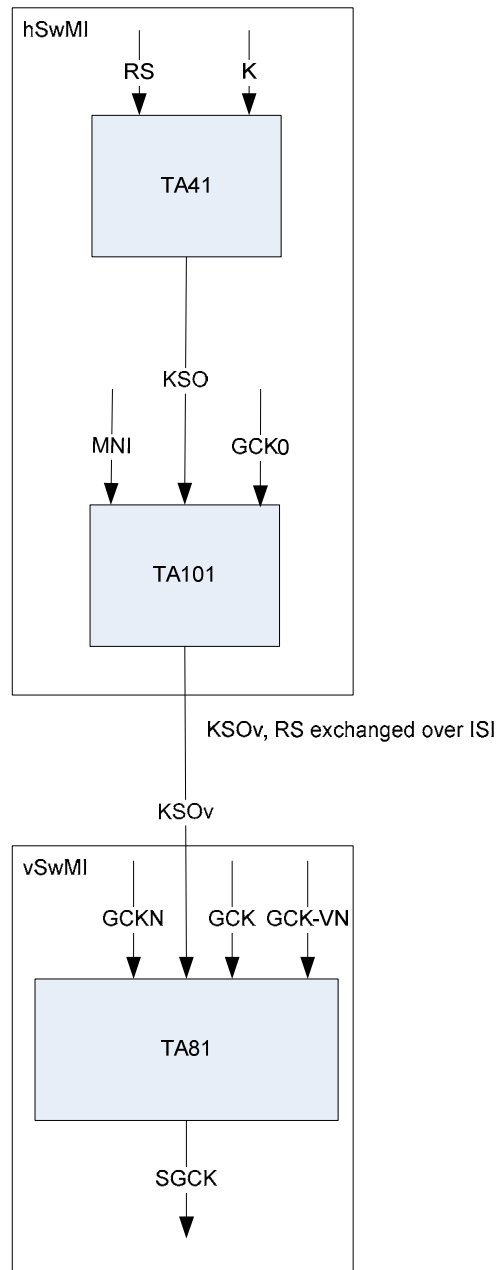 hSwMI
RS K
TA41
KSO
MNI GCK0
TA101
KSOv, RS exchanged over ISI
KSOv
vSwMI
GCKN GCK GCK-VN
TA81
SGCK